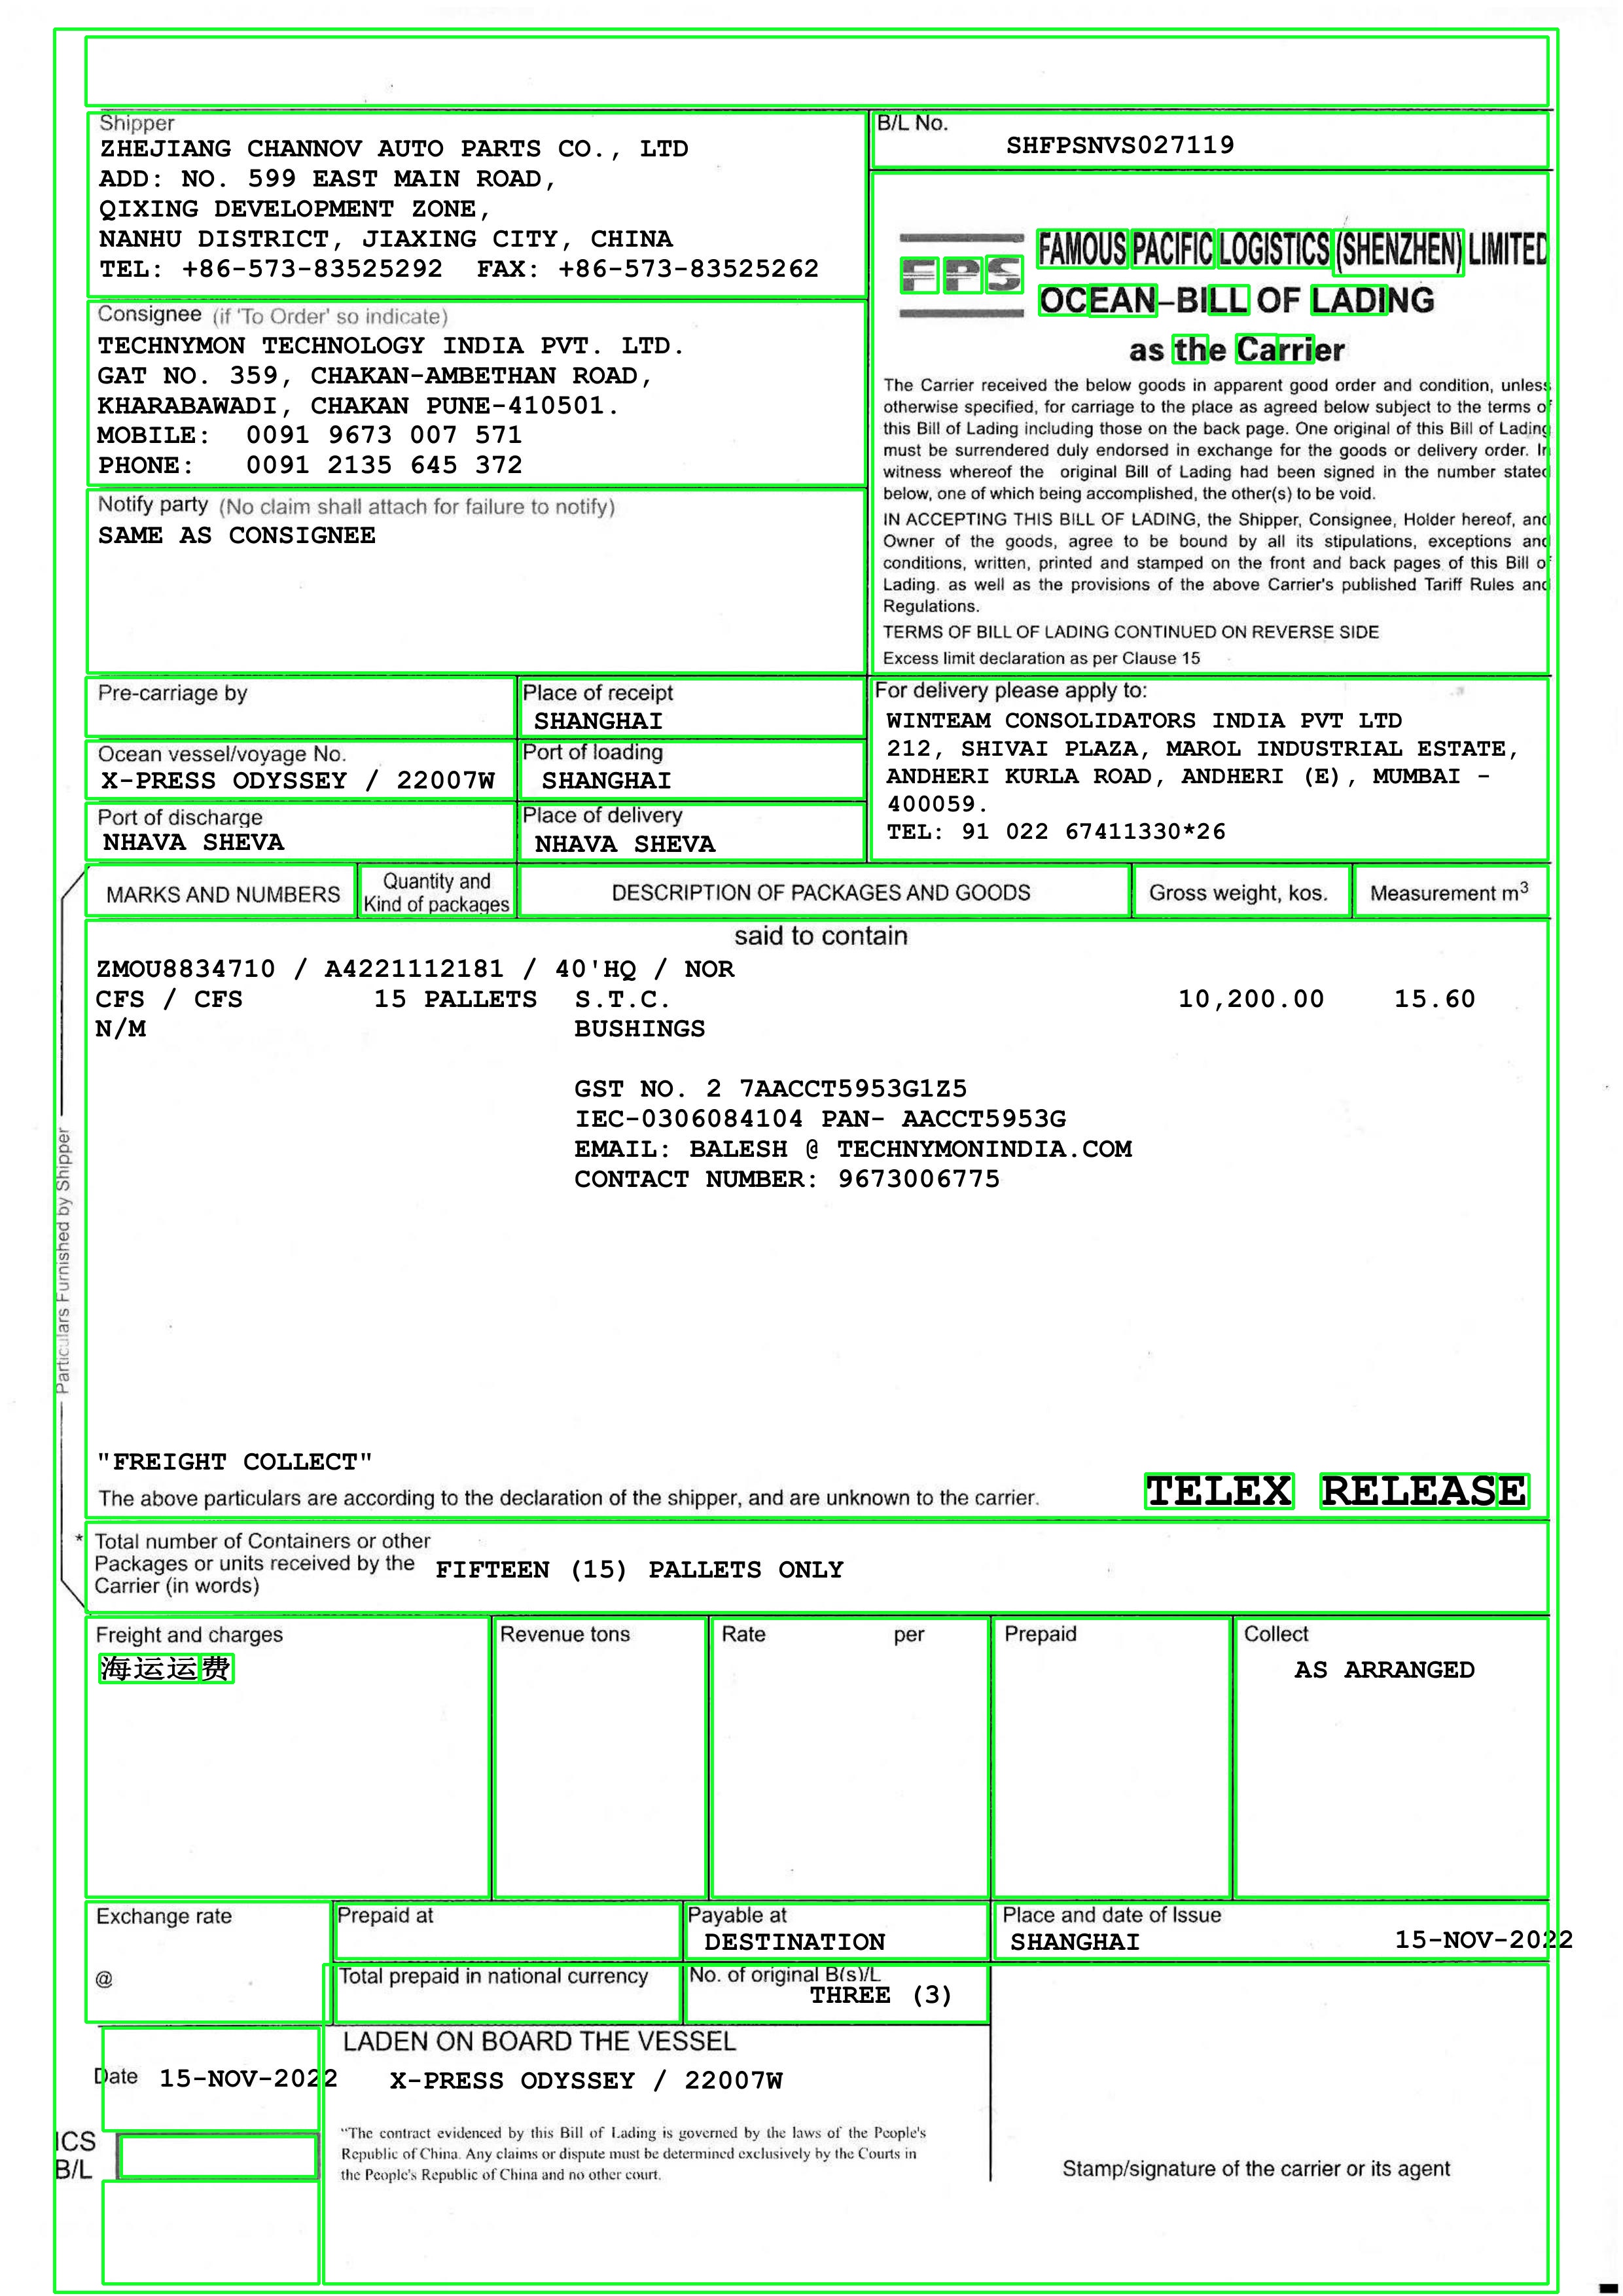 Shipper
ZHEJIANG CHANNOV AUTO PARTS CO., LTD
ADD: NO. 599 EAST MAIN ROAD,
QIXING DEVELOPMENT ZONE,
NANHU DISTRICT, JIAXING CITY, CHINA
TEL: +86-573-83525292 FAX: +86-573-83525262
B/L No.
SHFPSNVS027119
FPS
FAMOUS PACIFIC LOGISTICS (SHENZHEN) LIMITED
OCEAN-BILL OF LADING
as the Carrier
The Carrier received the below goods in apparent good order and condition, unless
otherwise specified, for carriage to the place as agreed below subject to the terms of
this Bill of Lading including those on the back page. One original of this Bill of Lading
must be surrendered duly endorsed in exchange for the goods or delivery order. In
witness whereof the original Bill of Lading had been signed in the number stated
below, one of which being accomplished, the other(s) to be void.
IN ACCEPTING THIS BILL OF LADING, the Shipper, Consignee, Holder hereof, and
Owner of the goods, agree to be bound by all its stipulations, exceptions and
conditions, written, printed and stamped on the front and back pages of this Bill of
Lading. as well as the provisions of the above Carrier's published Tariff Rules and
Regulations.
TERMS OF BILL OF LADING CONTINUED ON REVERSE SIDE
Excess limit declaration as per Clause 15
Consignee (if 'To Order' so indicate)
TECHNYMON TECHNOLOGY INDIA PVT. LTD.
GAT NO. 359, CHAKAN-AMBETHAN ROAD,
KHARABAWADI, CHAKAN PUNE-410501.
MOBILE: 0091 9673 007 571
PHONE: 0091 2135 645 372
Notify party (No claim shall attach for failure to notify)
SAME AS CONSIGNEE
Pre-carriage by
Place of receipt
SHANGHAI
Ocean vessel/voyage No.
X-PRESS ODYSSEY / 22007W
Port of loading
SHANGHAI
Port of discharge
NHAVA SHEVA
Place of delivery
NHAVA SHEVA
For delivery please apply to:
WINTEAM CONSOLIDATORS INDIA PVT LTD
212, SHIVAI PLAZA, MAROL INDUSTRIAL ESTATE,
ANDHERI KURLA ROAD, ANDHERI (E), MUMBAI -
400059.
TEL: 91 022 67411330*26
MARKS AND NUMBERS
Quantity and
Kind of packages
DESCRIPTION OF PACKAGES AND GOODS
Gross weight, kos.
Measurement m3
said to contain
ZMOU8834710 / A4221112181 / 40'HQ / NOR
CFS / CFS 15 PALLETS S.T.C. 10,200.00 15.60
N/M BUSHINGS
GST NO. 2 7AACCT5953G1Z5
IEC-0306084104 PAN- AACCT5953G
EMAIL: BALESH @ TECHNYMONINDIA.COM
CONTACT NUMBER: 9673006775
Particulars Furnished by Shipper
"FREIGHT COLLECT"
The above particulars are according to the declaration of the shipper, and are unknown to the carrier.
TELEX RELEASE
* Total number of Containers or other
Packages or units received by the
Carrier (in words)
FIFTEEN (15) PALLETS ONLY
Freight and charges
海运运费
Revenue tons
Rate per
Prepaid
Collect
AS ARRANGED
Exchange rate
@
Prepaid at
Payable at
DESTINATION
Place and date of Issue
SHANGHAI 15-NOV-2022
Total prepaid in national currency
No. of original B(s)/L
THREE (3)
LADEN ON BOARD THE VESSEL
Date 15-NOV-2022 X-PRESS ODYSSEY / 22007W
ICS
B/L
"The contract evidenced by this Bill of Lading is governed by the laws of the People's
Republic of China. Any claims or dispute must be determined exclusively by the Courts in
the People's Republic of China and no other court.
Stamp/signature of the carrier or its agent